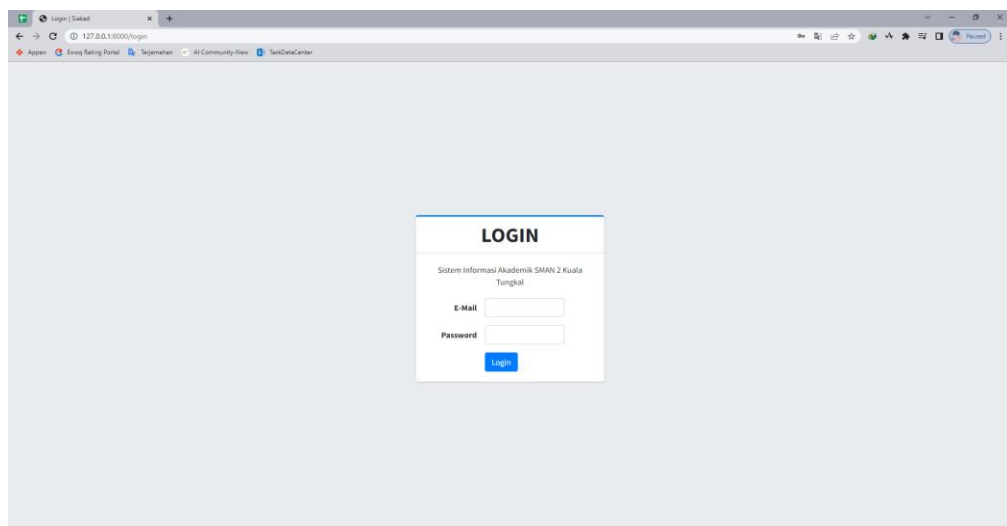 Login | Siakad
127.0.0.1:8000/login
Paused
Appen Ewoq Rating Portal Terjemahan AI Community-New TaskDataCenter
LOGIN
Sistem Informasi Akademik SMAN 2 Kuala
Tungkal
E-Mail
Password
Login